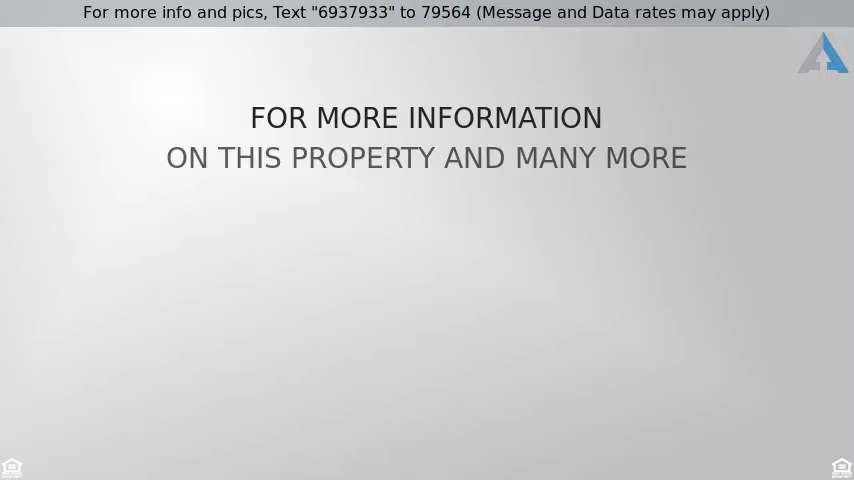 For more info and pics, Text "6937933" to 79564 (Message and Data rates may apply)
FOR MORE INFORMATION
ON THIS PROPERTY AND MANY MORE